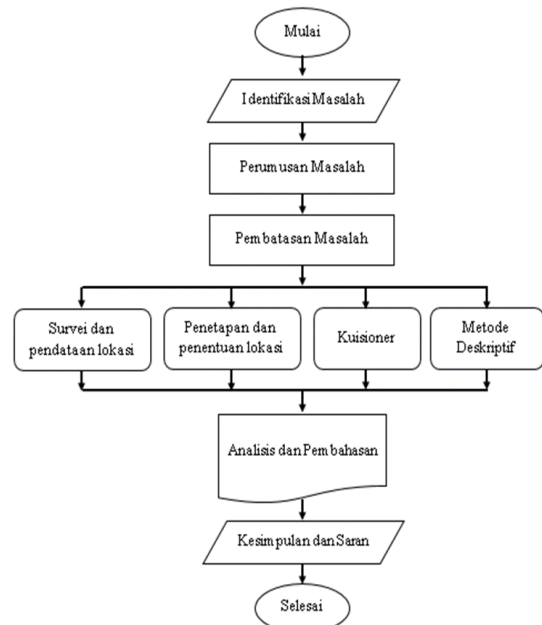 Mulai
Identifikasi Masalah
Perumusan Masalah
Pembatasan Masalah
Survei dan
pendataan lokasi
Penetapan dan
penentuan lokasi
Kuisioner
Metode
Deskriptif
Analisis dan Pembahasan
Kesimpulan dan Saran
Selesai